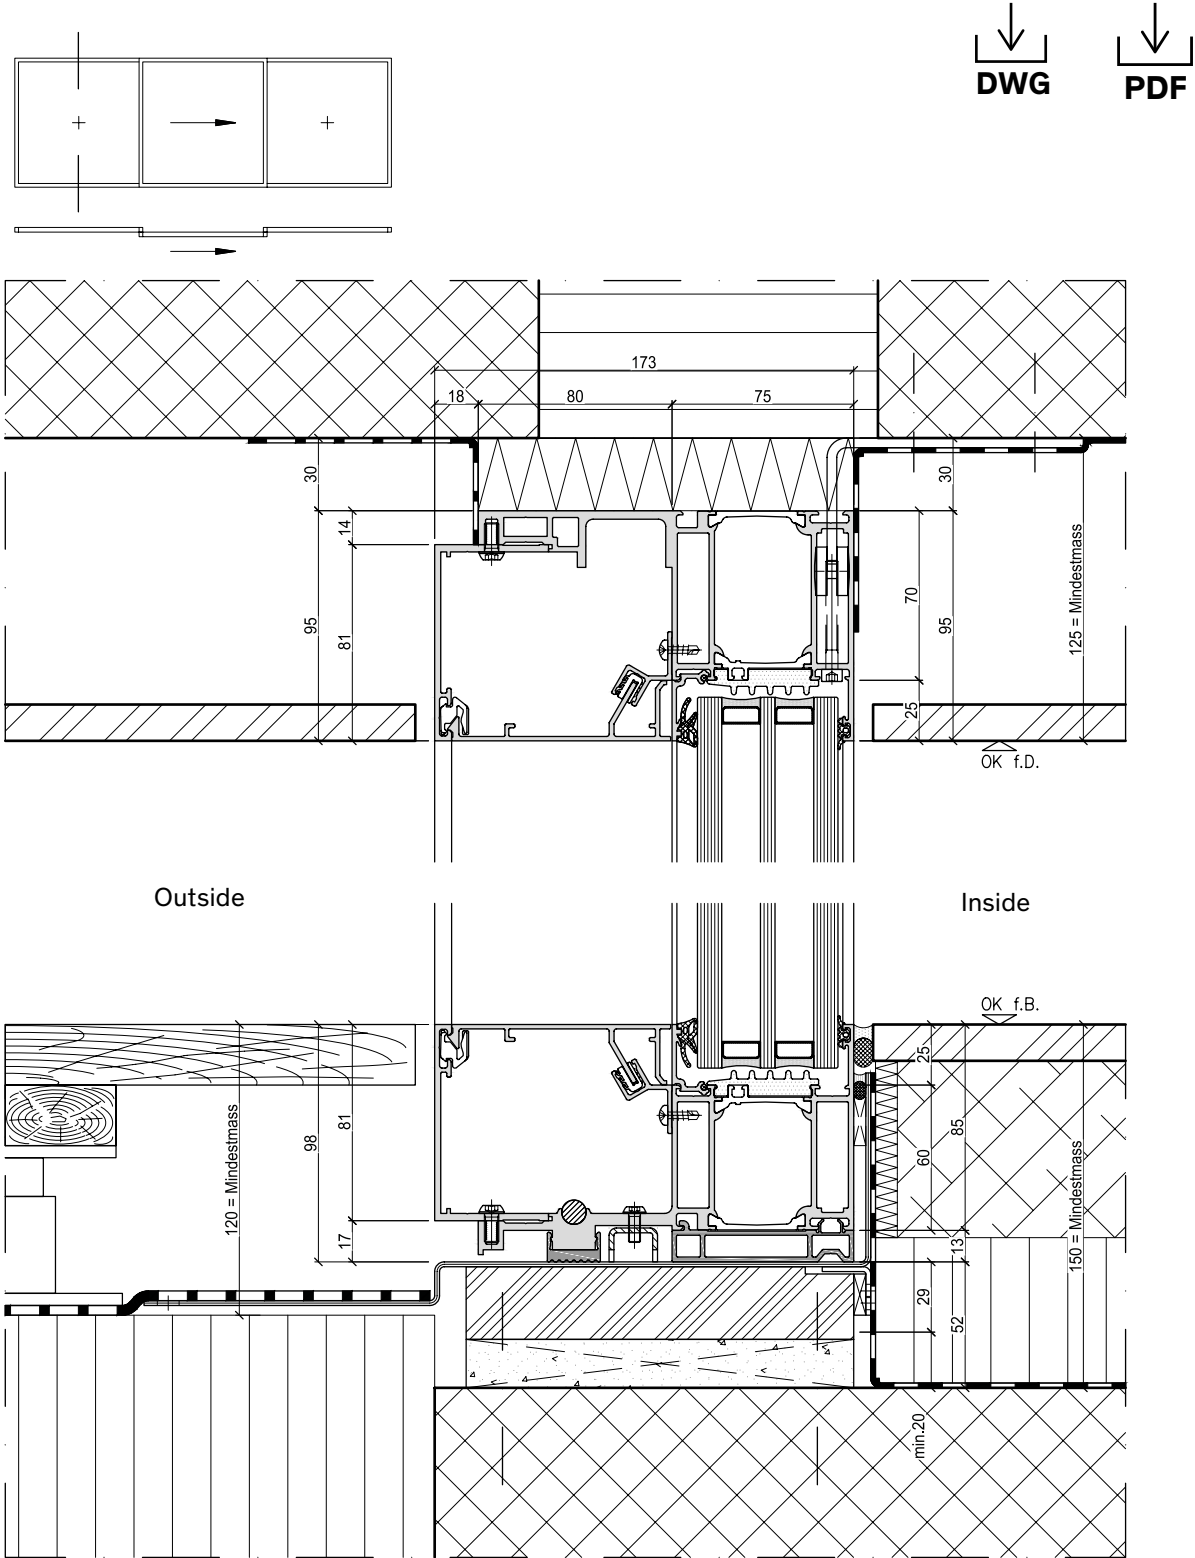 DWG
PDF
173
18
80
75
30
30
14
95
81
70
95
125 = Mindestmass
25
OK f.D.
Outside
Inside
OK f.B.
25
81
98
120 = Mindestmass
85
60
150 = Mindestmass
17
13
29
52
min.20